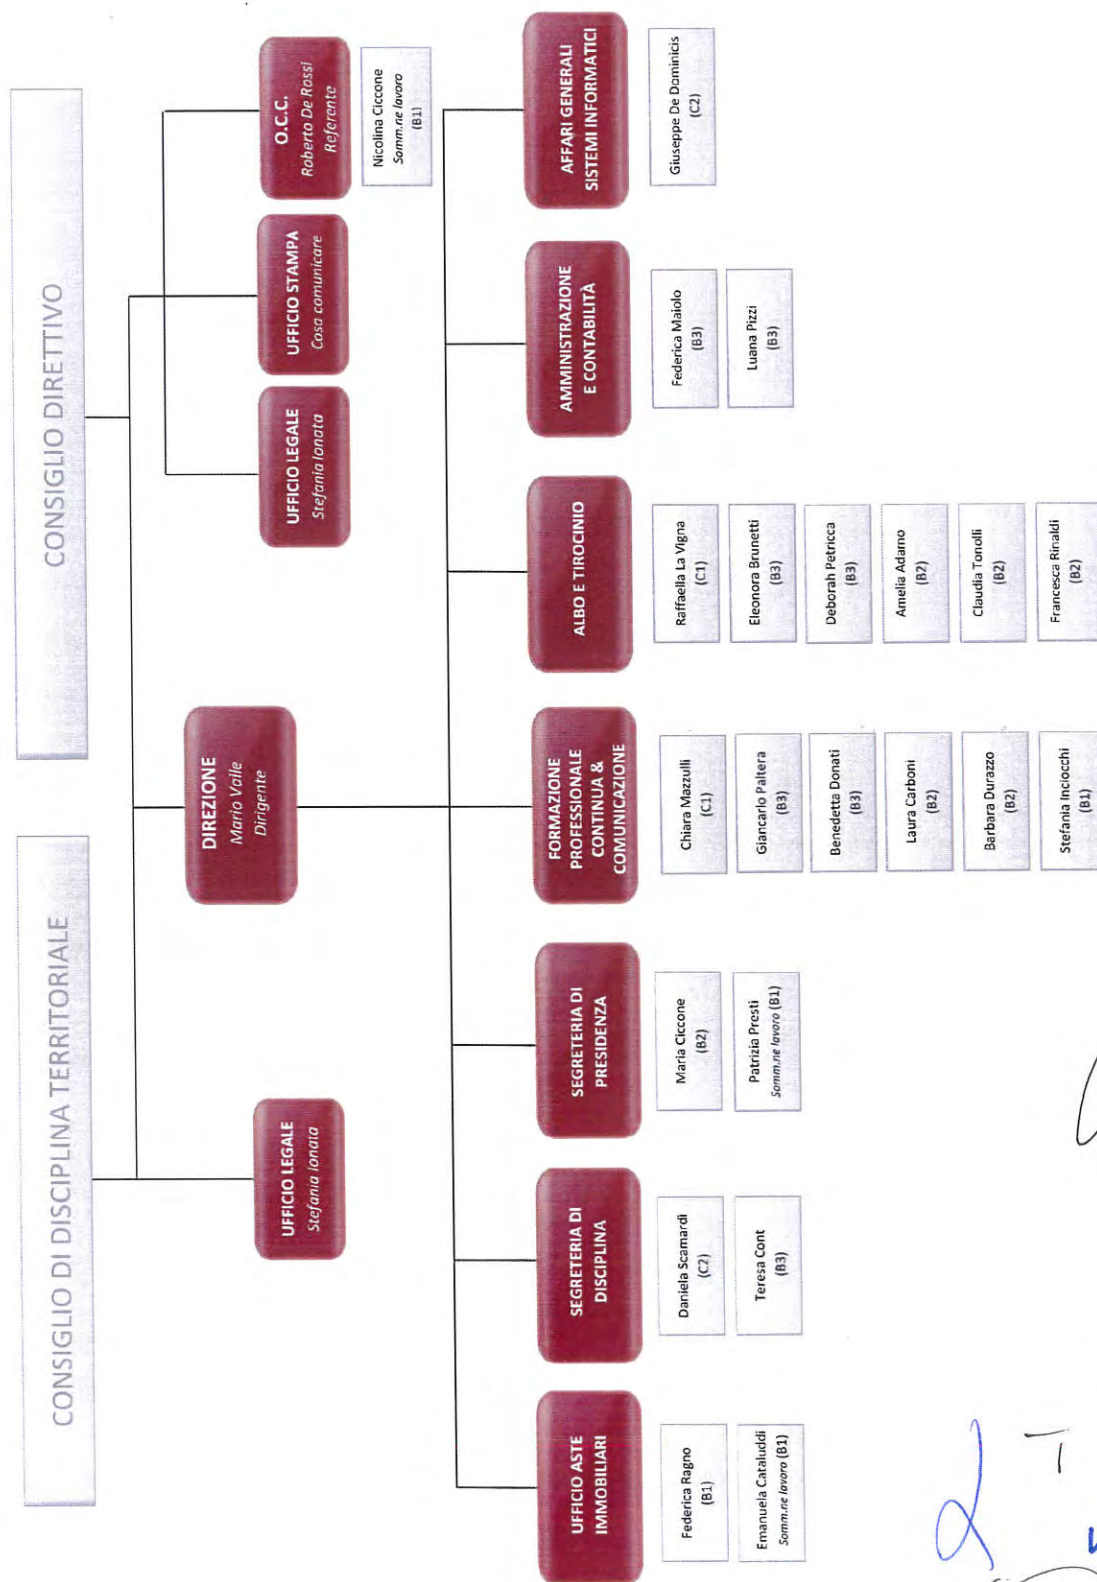 CONSIGLIO DI DISCIPLINA TERRITORIALE
CONSIGLIO DIRETTIVO
DIREZIONE
Mario Valle
Dirigente
UFFICIO LEGALE
Stefania Ionata
UFFICIO LEGALE
Stefania Ionata
UFFICIO STAMPA
Cosa comunicare
O.C.C.
Roberto De Rossi
Referente
Nicolina Ciccone
Somm.ne lavoro
(B1)
UFFICIO ASTE
IMMOBILIARI
Federica Ragno
(B1)
Emanuela Cataluddi
Somm.ne lavoro (B1)
SEGRETERIA DI
DISCIPLINA
Daniela Scamardi
(C2)
Teresa Cont
(B3)
SEGRETERIA DI
PRESIDENZA
Maria Ciccone
(B2)
Patrizia Presti
Somm.ne lavoro (B1)
FORMAZIONE
PROFESSIONALE
CONTINUA &
COMUNICAZIONE
Chiara Mazzulli
(C1)
Giancarlo Paltera
(B3)
Benedetta Donati
(B3)
Laura Carboni
(B2)
Barbara Durazzo
(B2)
Stefania Inciocchi
(B1)
ALBO E TIROCINIO
Raffaella La Vigna
(C1)
Eleonora Brunetti
(B3)
Deborah Petricca
(B3)
Amelia Adamo
(B2)
Claudia Tonolli
(B2)
Francesca Rinaldi
(B2)
AMMINISTRAZIONE
E CONTABILITÀ
Federica Maiolo
(B3)
Luana Pizzi
(B3)
AFFARI GENERALI
SISTEMI INFORMATICI
Giuseppe De Dominicis
(C2)